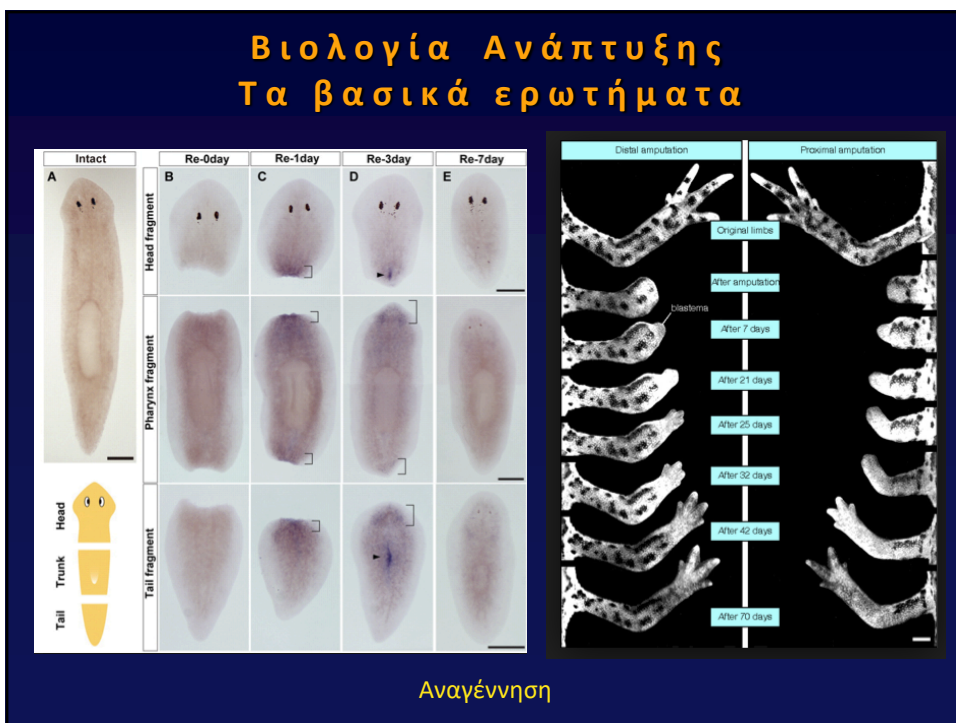 Βιολογία Ανάπτυξης
Τα βασικά ερωτήματα
Intact
Re-0day
Re-1day
Re-3day
Re-7day
A
B
C
D
E
Head fragment
Pharynx fragment
Tail fragment
Head
Trunk
Tail
Distal amputation
Proximal amputation
Original limbs
After amputation
blastema
After 7 days
After 21 days
After 25 days
After 32 days
After 42 days
After 70 days
Αναγέννηση